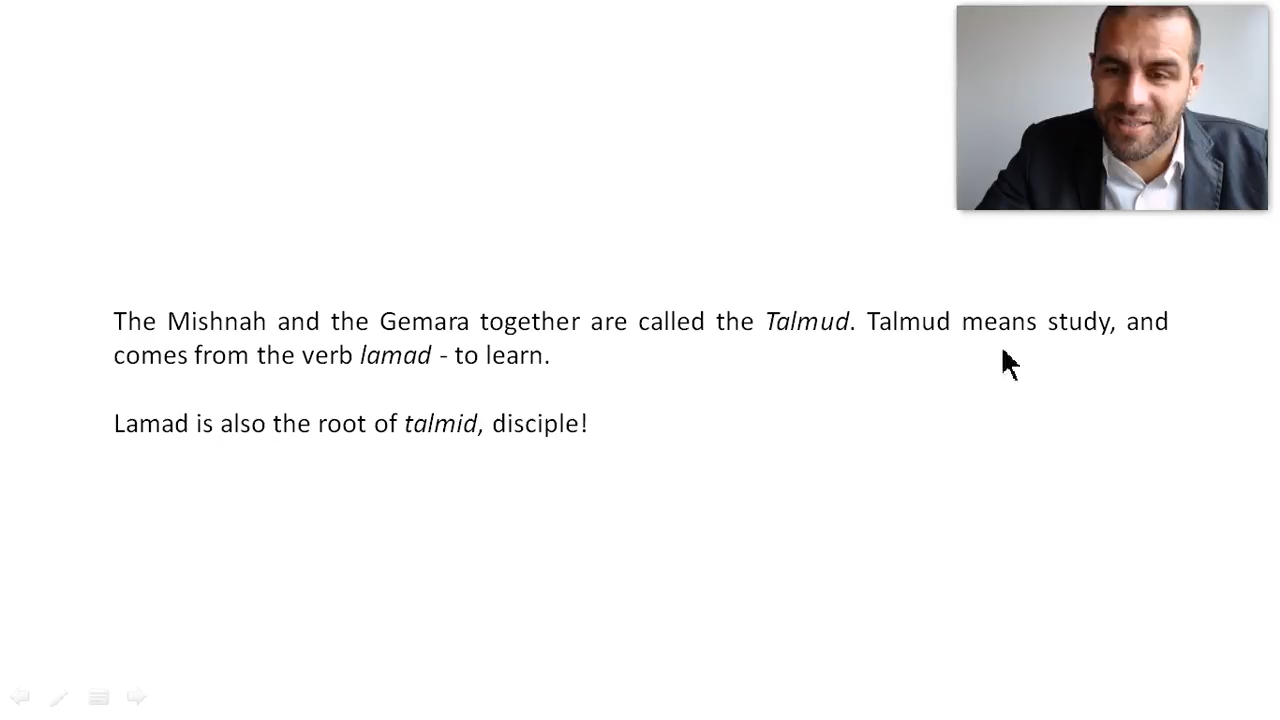 The Mishnah and the Gemara together are called the Talmud. Talmud means study, and
comes from the verb lamad - to learn.
Lamad is also the root of talmid, disciple!